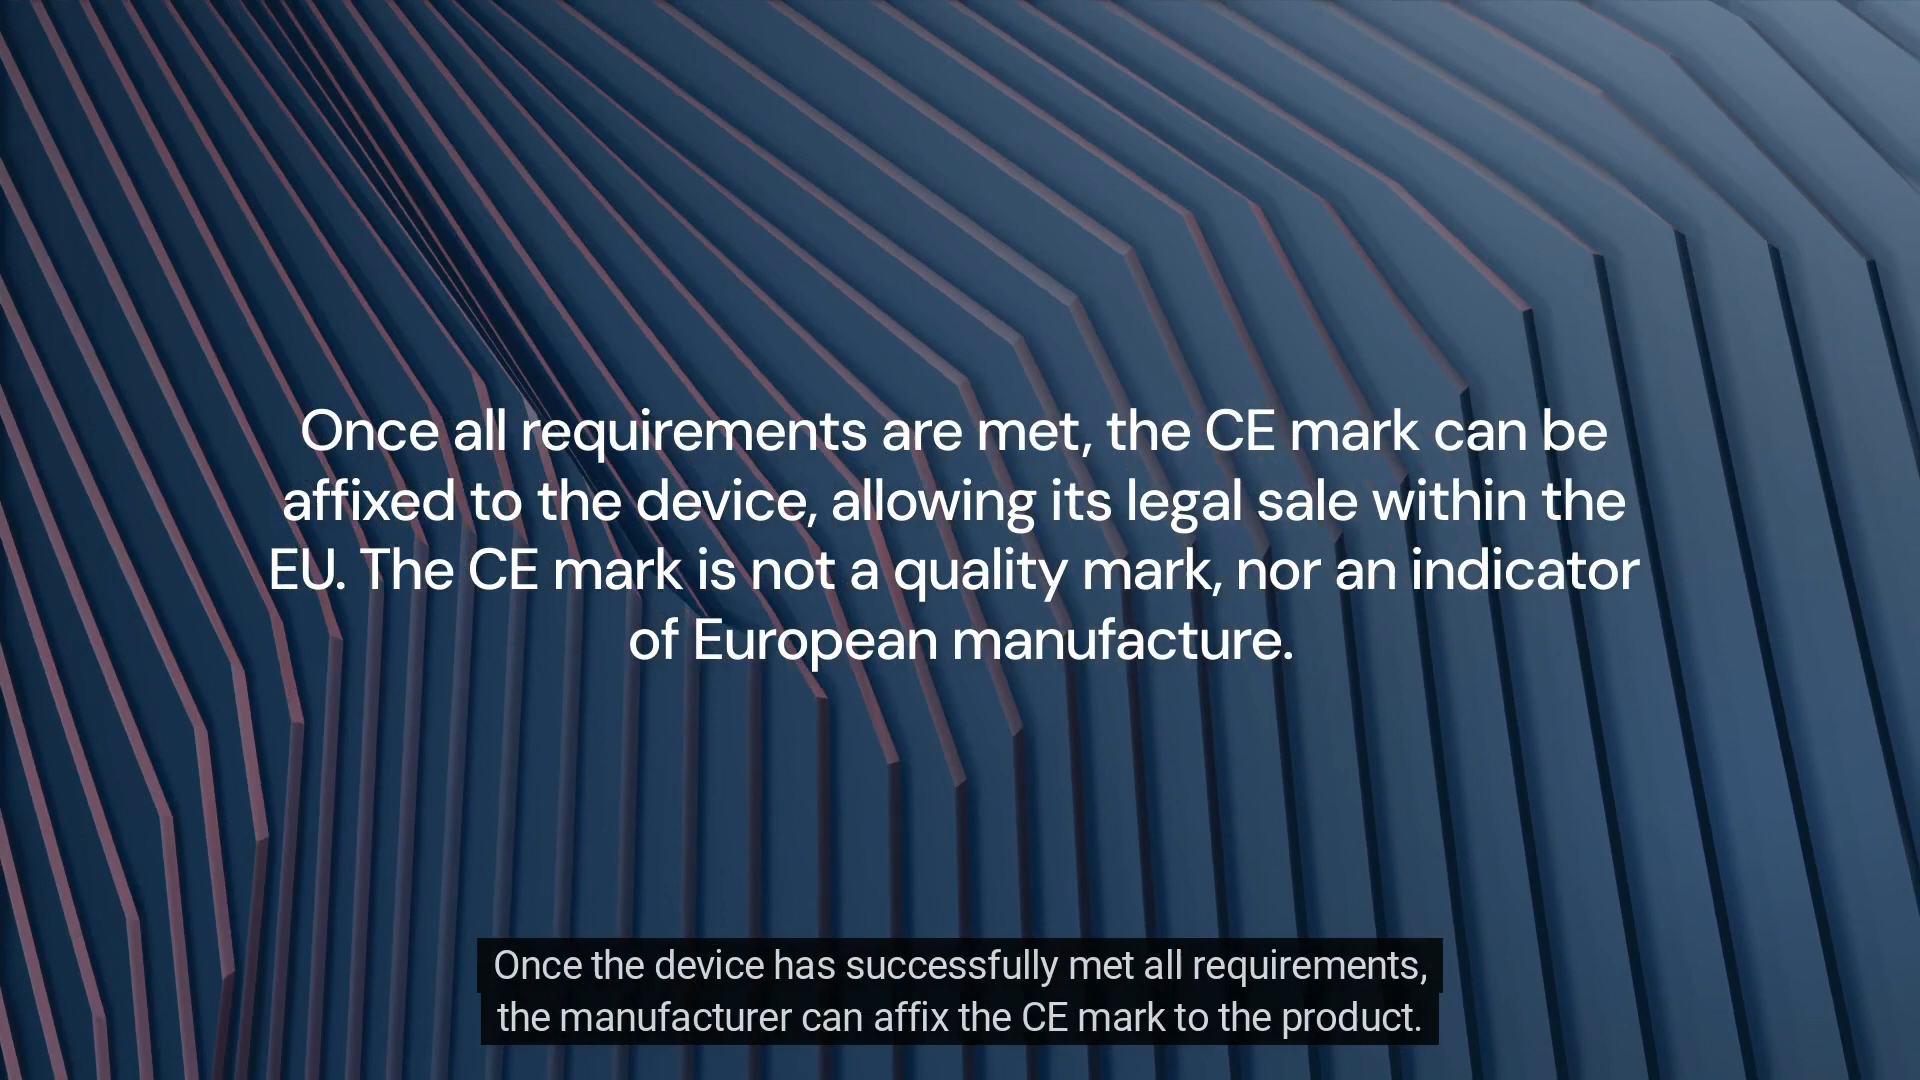 Once all requirements are met, the CE mark can be
affixed to the device, allowing its legal sale within the
EU. The CE mark is not a quality mark, nor an indicator
of European manufacture.
Once the device has successfully met all requirements,
the manufacturer can affix the CE mark to the product.